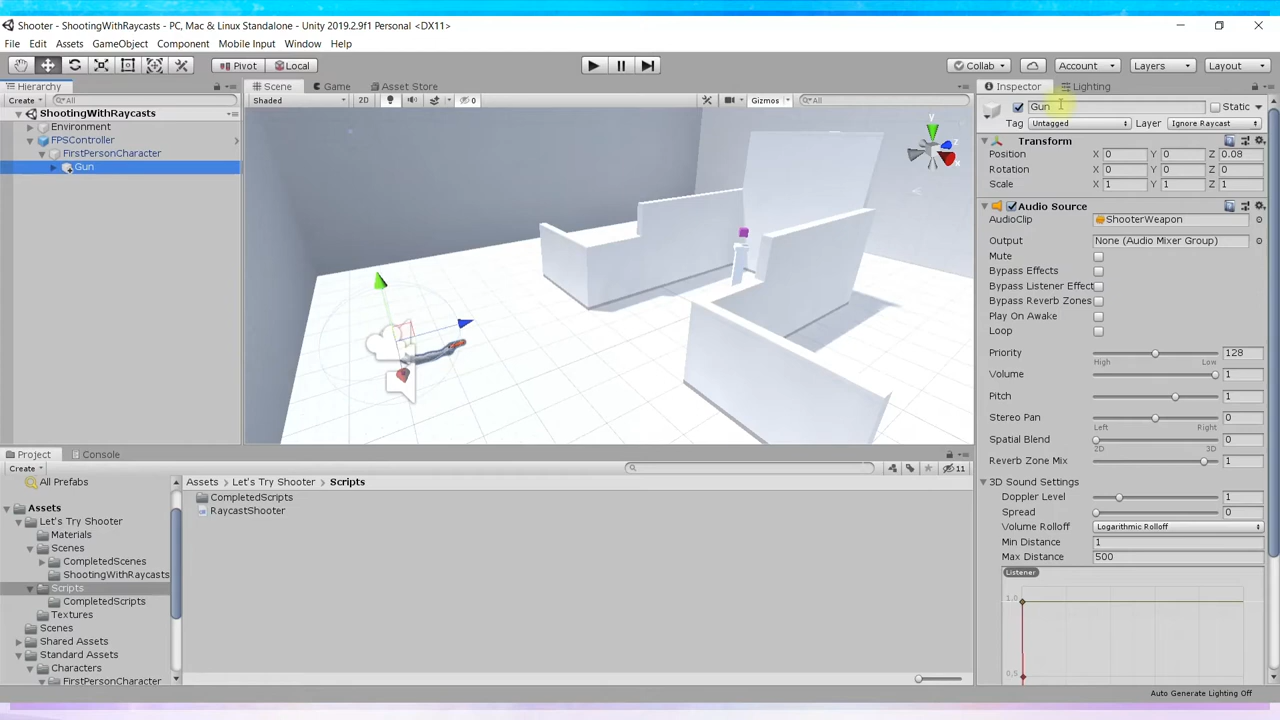 Shooter - ShootingWithRaycasts - PC, Mac & Linux Standalone - Unity 2019.2.9f1 Personal <DX11>
File Edit Assets GameObject Component Mobile Input Window Help
Pivot Local Collab Account Layers Layout
Hierarchy Scene Game Asset Store Inspector Lighting
Create All Shaded 2D 0 Gizmos All
Gun Static
ShootingWithRaycasts
Environment
FPSController
FirstPersonCharacter
Gun
Tag Untagged Layer Ignore Raycast
Transform
Position X 0 Y 0 Z 0.08
Rotation X 0 Y 0 Z 0
Scale X 1 Y 1 Z 1
Audio Source
AudioClip ShooterWeapon
Output None (Audio Mixer Group)
Mute
Bypass Effects
Bypass Listener Effect
Bypass Reverb Zones
Play On Awake
Loop
Priority 128
High Low
Volume 1
Pitch 1
Stereo Pan 0
Left Right
Spatial Blend 0
2D 3D
Reverb Zone Mix 1
3D Sound Settings
Doppler Level 1
Spread 0
Volume Rolloff Logarithmic Rolloff
Min Distance 1
Max Distance 500
Listener
1.0
0.5
y
x
Project Console
Create 11
All Prefabs
Assets
Let's Try Shooter
Materials
Scenes
CompletedScenes
ShootingWithRaycasts
Scripts
CompletedScripts
Textures
Scenes
Shared Assets
Standard Assets
Characters
FirstPersonCharacter
Assets Let's Try Shooter Scripts
CompletedScripts
RaycastShooter
Auto Generate Lighting Off